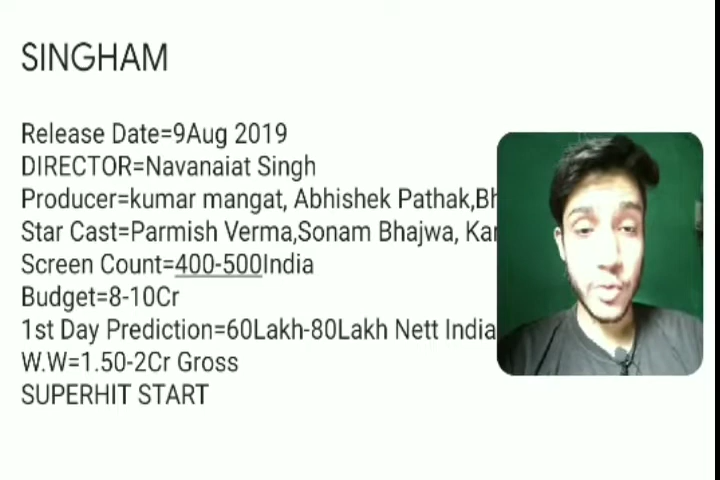 SINGHAM
Release Date=9Aug 2019
DIRECTOR=Navanaiat Singh
Producer=kumar mangat, Abhishek Pathak,Bh
Star Cast=Parmish Verma,Sonam Bhajwa, Kar
Screen Count=400-500India
Budget=8-10Cr
1st Day Prediction=60Lakh-80Lakh Nett India
W.W=1.50-2Cr Gross
SUPERHIT START